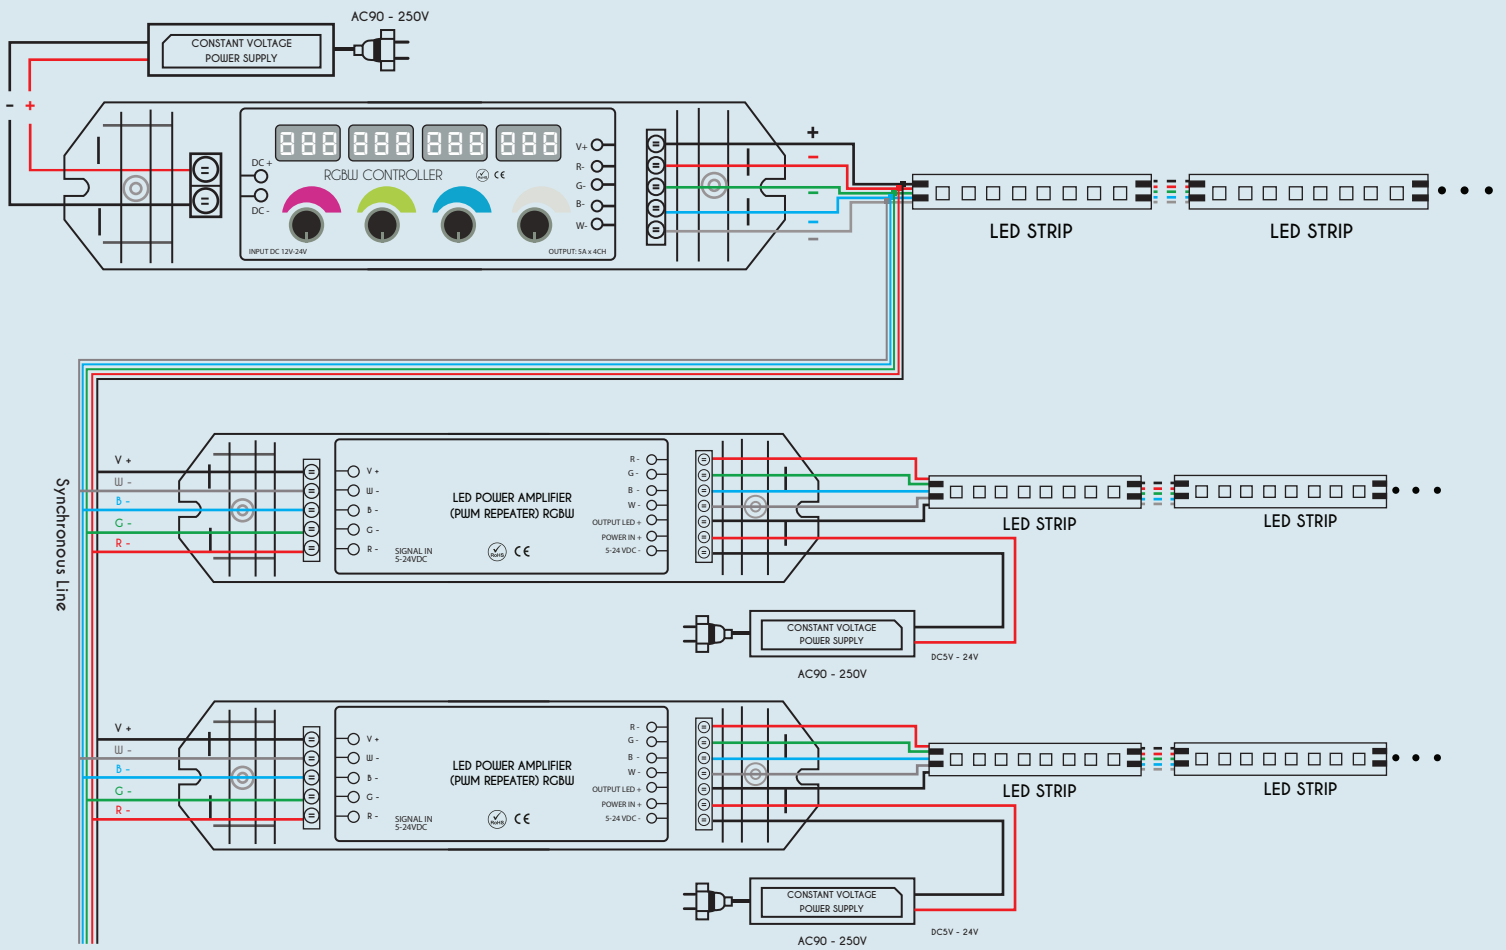 AC90 - 250V
CONSTANT VOLTAGE
POWER SUPPLY
- +
888 888 888 888
DC +
DC -
RGBW CONTROLLER
RoHS CE
INPUT DC 12V-24V
OUTPUT: 5A x 4CH
V+
R-
G-
B-
W-
+
-
-
-
-
LED STRIP
LED STRIP
Synchronous Line
V +
W -
B -
G -
R -
V +
W -
B -
G -
R -
SIGNAL IN
5-24VDC
LED POWER AMPLIFIER
(PWM REPEATER) RGBW
RoHS CE
R -
G -
B -
W -
OUTPUT LED +
POWER IN +
5-24 VDC -
LED STRIP
LED STRIP
CONSTANT VOLTAGE
POWER SUPPLY
DC5V - 24V
AC90 - 250V
V +
W -
B -
G -
R -
V +
W -
B -
G -
R -
SIGNAL IN
5-24VDC
LED POWER AMPLIFIER
(PWM REPEATER) RGBW
RoHS CE
R -
G -
B -
W -
OUTPUT LED +
POWER IN +
5-24 VDC -
LED STRIP
LED STRIP
CONSTANT VOLTAGE
POWER SUPPLY
DC5V - 24V
AC90 - 250V